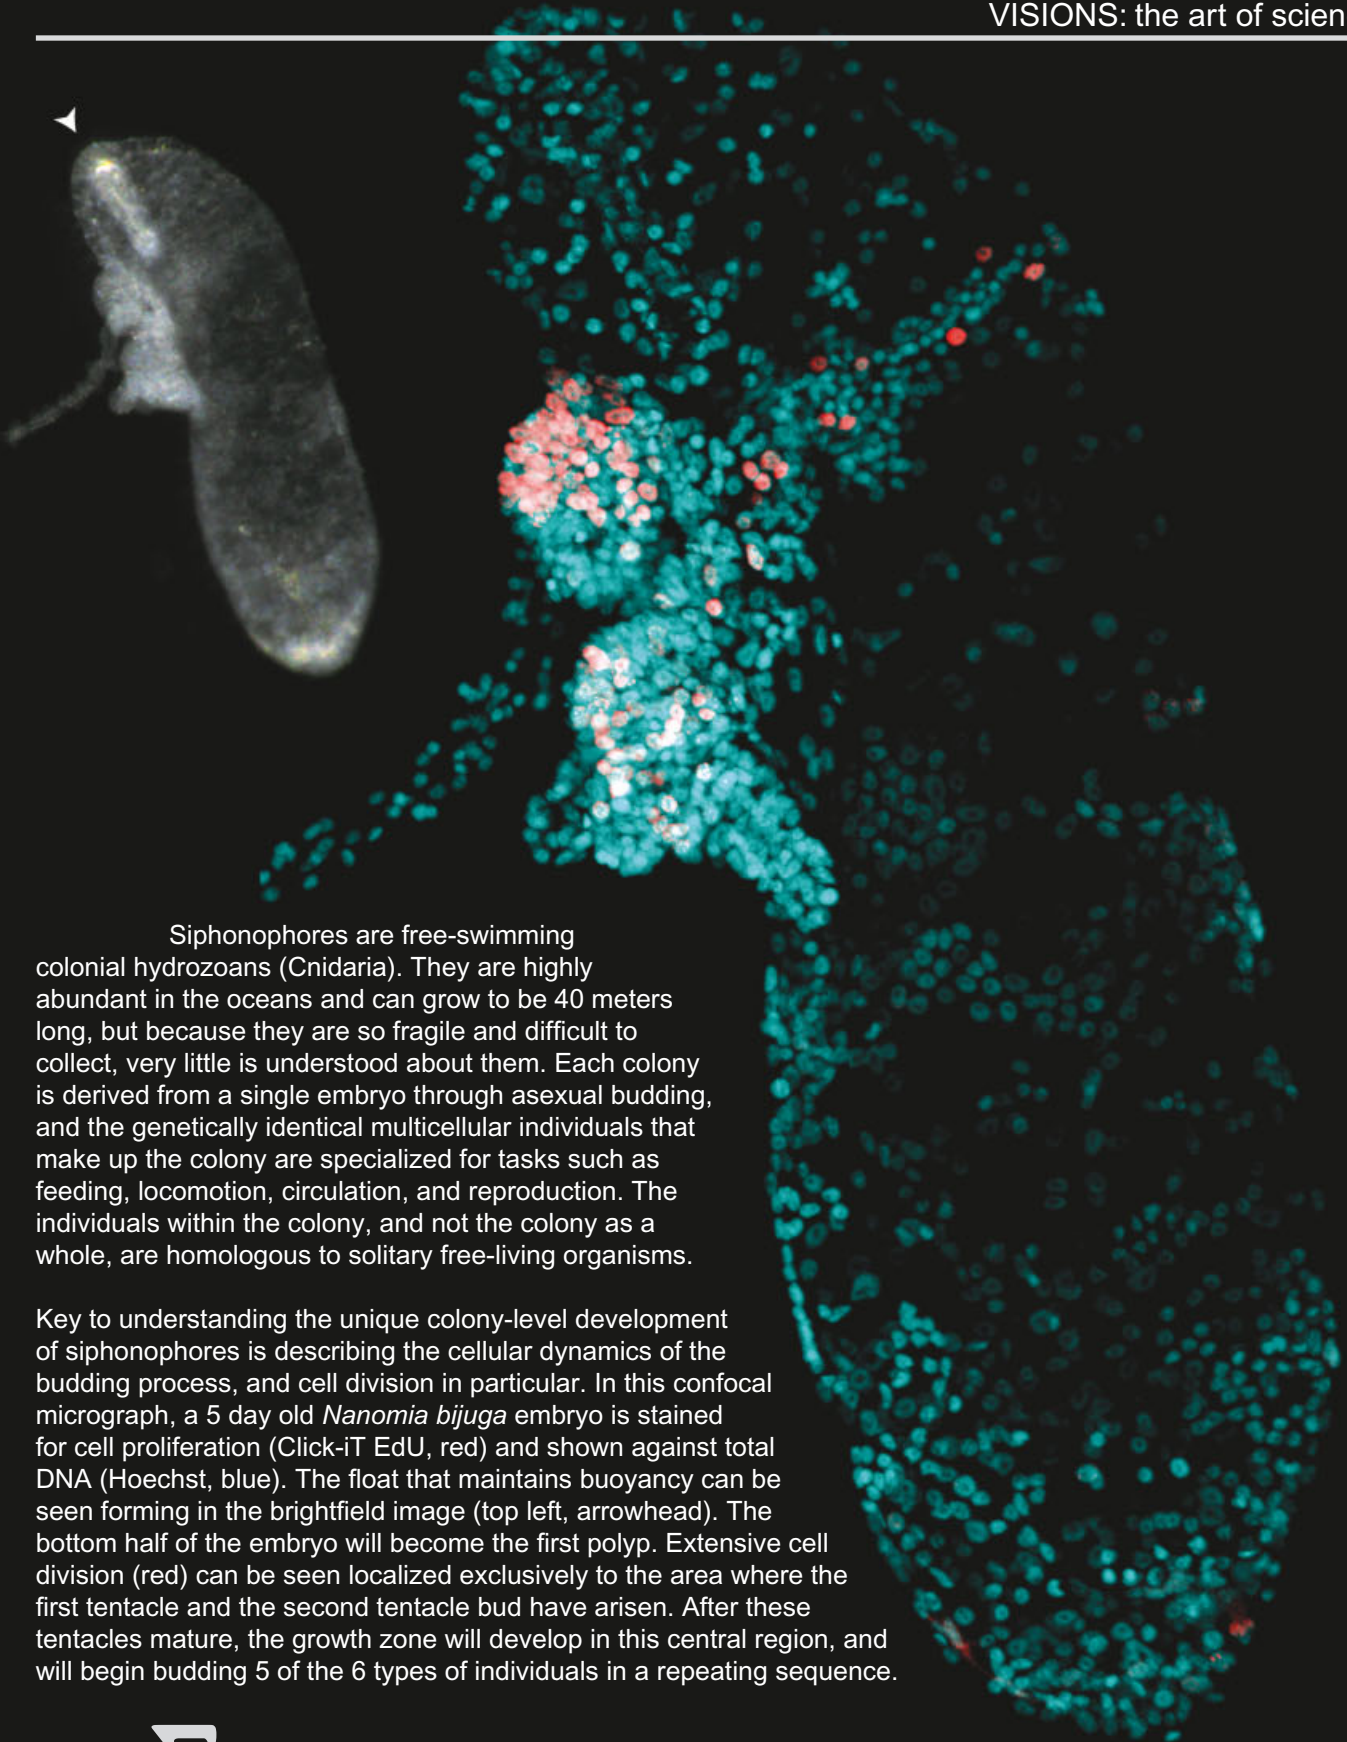 VISIONS: the art of scien
Siphonophores are free-swimming
colonial hydrozoans (Cnidaria). They are highly
abundant in the oceans and can grow to be 40 meters
long, but because they are so fragile and difficult to
collect, very little is understood about them. Each colony
is derived from a single embryo through asexual budding,
and the genetically identical multicellular individuals that
make up the colony are specialized for tasks such as
feeding, locomotion, circulation, and reproduction. The
individuals within the colony, and not the colony as a
whole, are homologous to solitary free-living organisms.
Key to understanding the unique colony-level development
of siphonophores is describing the cellular dynamics of the
budding process, and cell division in particular. In this confocal
micrograph, a 5 day old Nanomia bijuga embryo is stained
for cell proliferation (Click-iT EdU, red) and shown against total
DNA (Hoechst, blue). The float that maintains buoyancy can be
seen forming in the brightfield image (top left, arrowhead). The
bottom half of the embryo will become the first polyp. Extensive cell
division (red) can be seen localized exclusively to the area where the
first tentacle and the second tentacle bud have arisen. After these
tentacles mature, the growth zone will develop in this central region, and
will begin budding 5 of the 6 types of individuals in a repeating sequence.